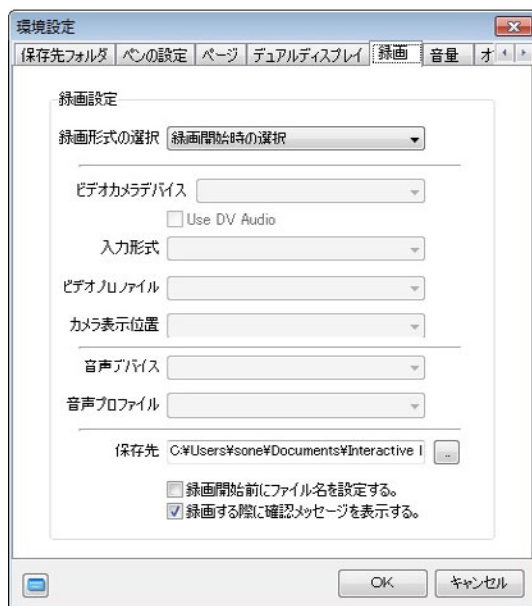 環境設定
保存先フォルダ ペンの設定 ページ デュアルディスプレイ 録画 音量 オ
録画設定
録画形式の選択 録画開始時の選択
ビデオカメラデバイス
Use DV Audio
入力形式
ビデオプロファイル
カメラ表示位置
音声デバイス
音声プロファイル
保存先 C:¥Users¥sone¥Documents¥Interactive I ..
録画開始前にファイル名を設定する。
録画する際に確認メッセージを表示する。
OK キャンセル